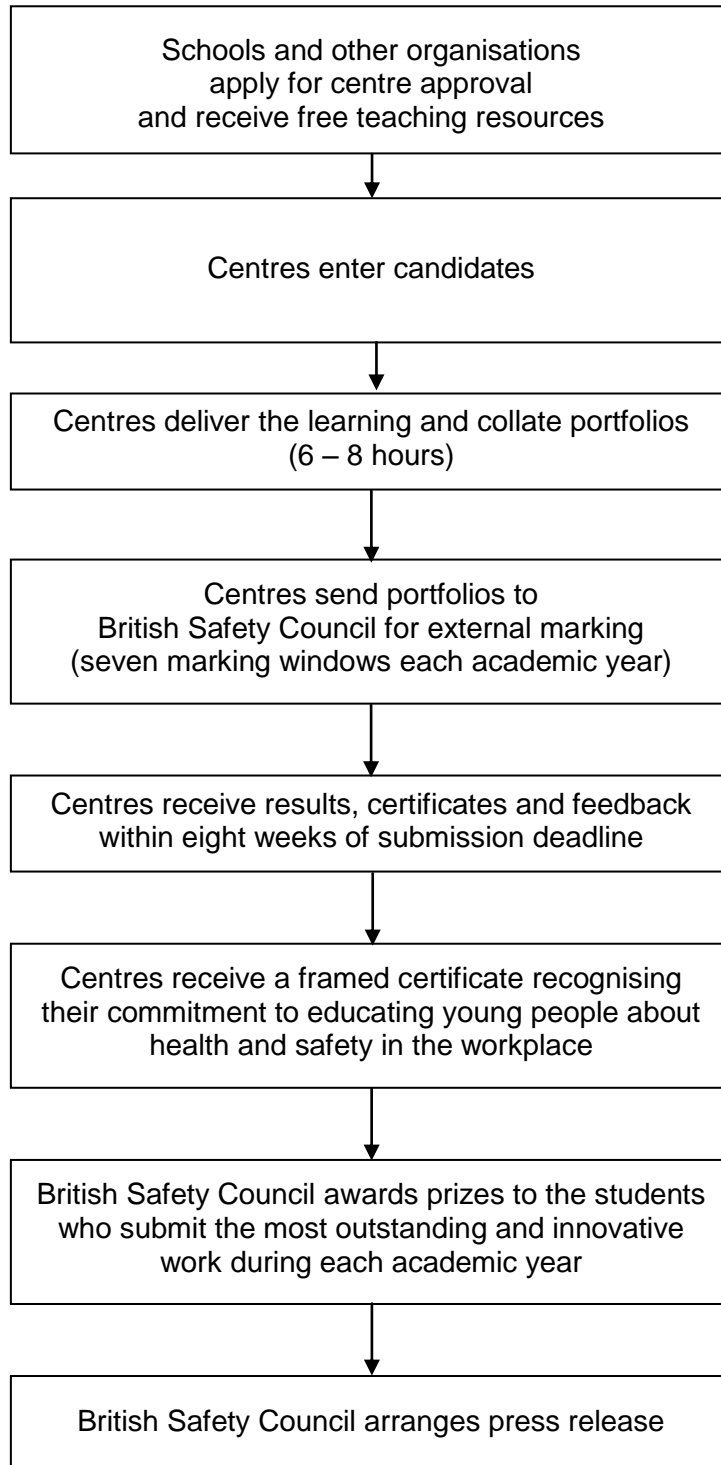 Schools and other organisations
apply for centre approval
and receive free teaching resources
Centres enter candidates
Centres deliver the learning and collate portfolios
(6 – 8 hours)
Centres send portfolios to
British Safety Council for external marking
(seven marking windows each academic year)
Centres receive results, certificates and feedback
within eight weeks of submission deadline
Centres receive a framed certificate recognising
their commitment to educating young people about
health and safety in the workplace
British Safety Council awards prizes to the students
who submit the most outstanding and innovative
work during each academic year
British Safety Council arranges press release